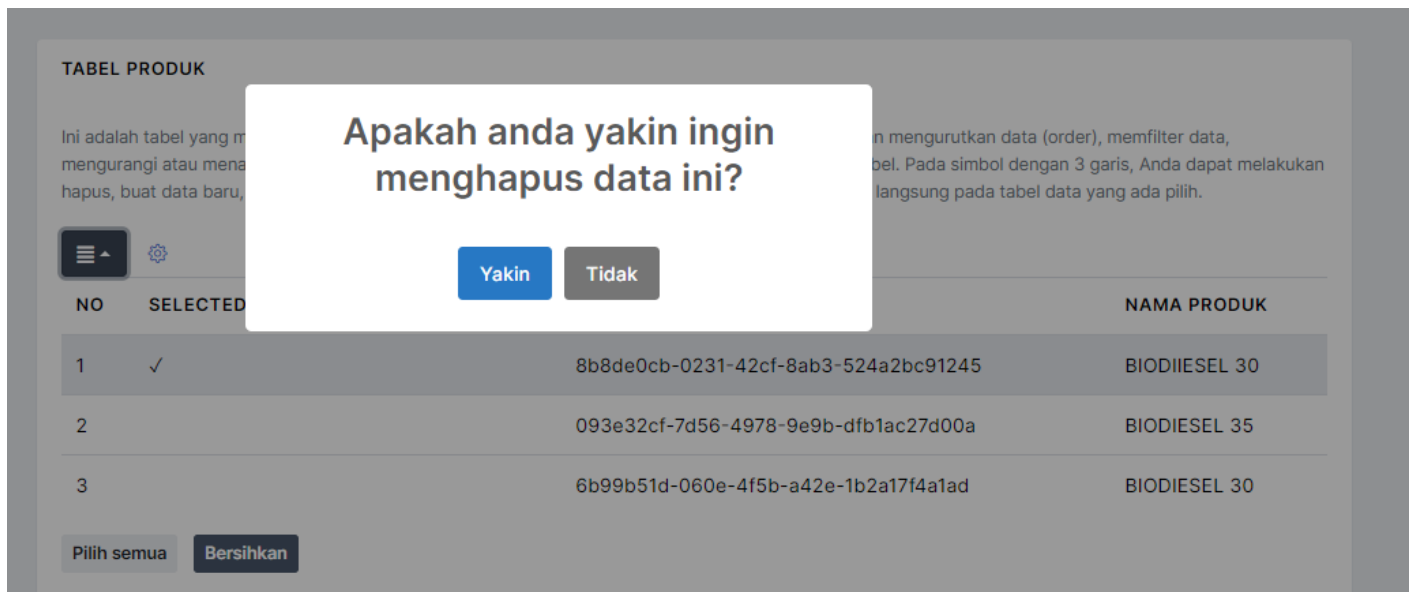 TABEL PRODUK
Apakah anda yakin ingin
menghapus data ini?
Ini adalah tabel yang mengurutkan data (order), memfilter data,
mengurangi atau Pada simbol dengan 3 garis, Anda dapat melakukan
hapus, buat data baru, langsung pada tabel data yang ada pilih.
Yakin Tidak
NO SELECTED NAMA PRODUK
1 ✓ 8b8de0cb-0231-42cf-8ab3-524a2bc91245 BIODIIESEL 30
2 093e32cf-7d56-4978-9e9b-dfb1ac27d00a BIODIESEL 35
3 6b99b51d-060e-4f5b-a42e-1b2a17f4a1ad BIODIESEL 30
Pilih semua Bersihkan